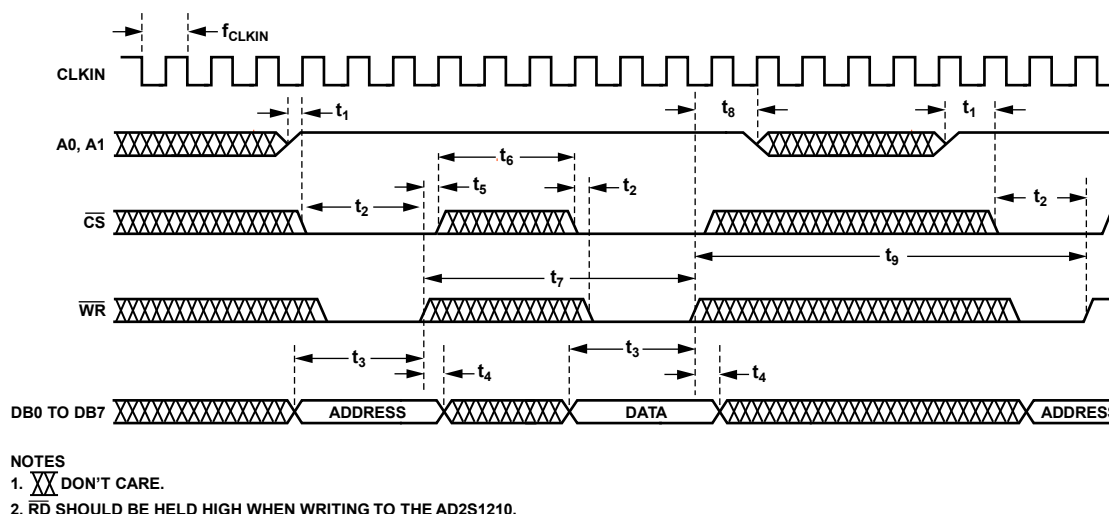 fCLKIN
CLKIN
t1
t8
t1
A0, A1
t6
t5
t2
t2
t2
CS
t7
t9
WR
t3
t4
t3
t4
DB0 TO DB7
ADDRESS
DATA
ADDRESS
NOTES
1. DON'T CARE.
2. RD SHOULD BE HELD HIGH WHEN WRITING TO THE AD2S1210.